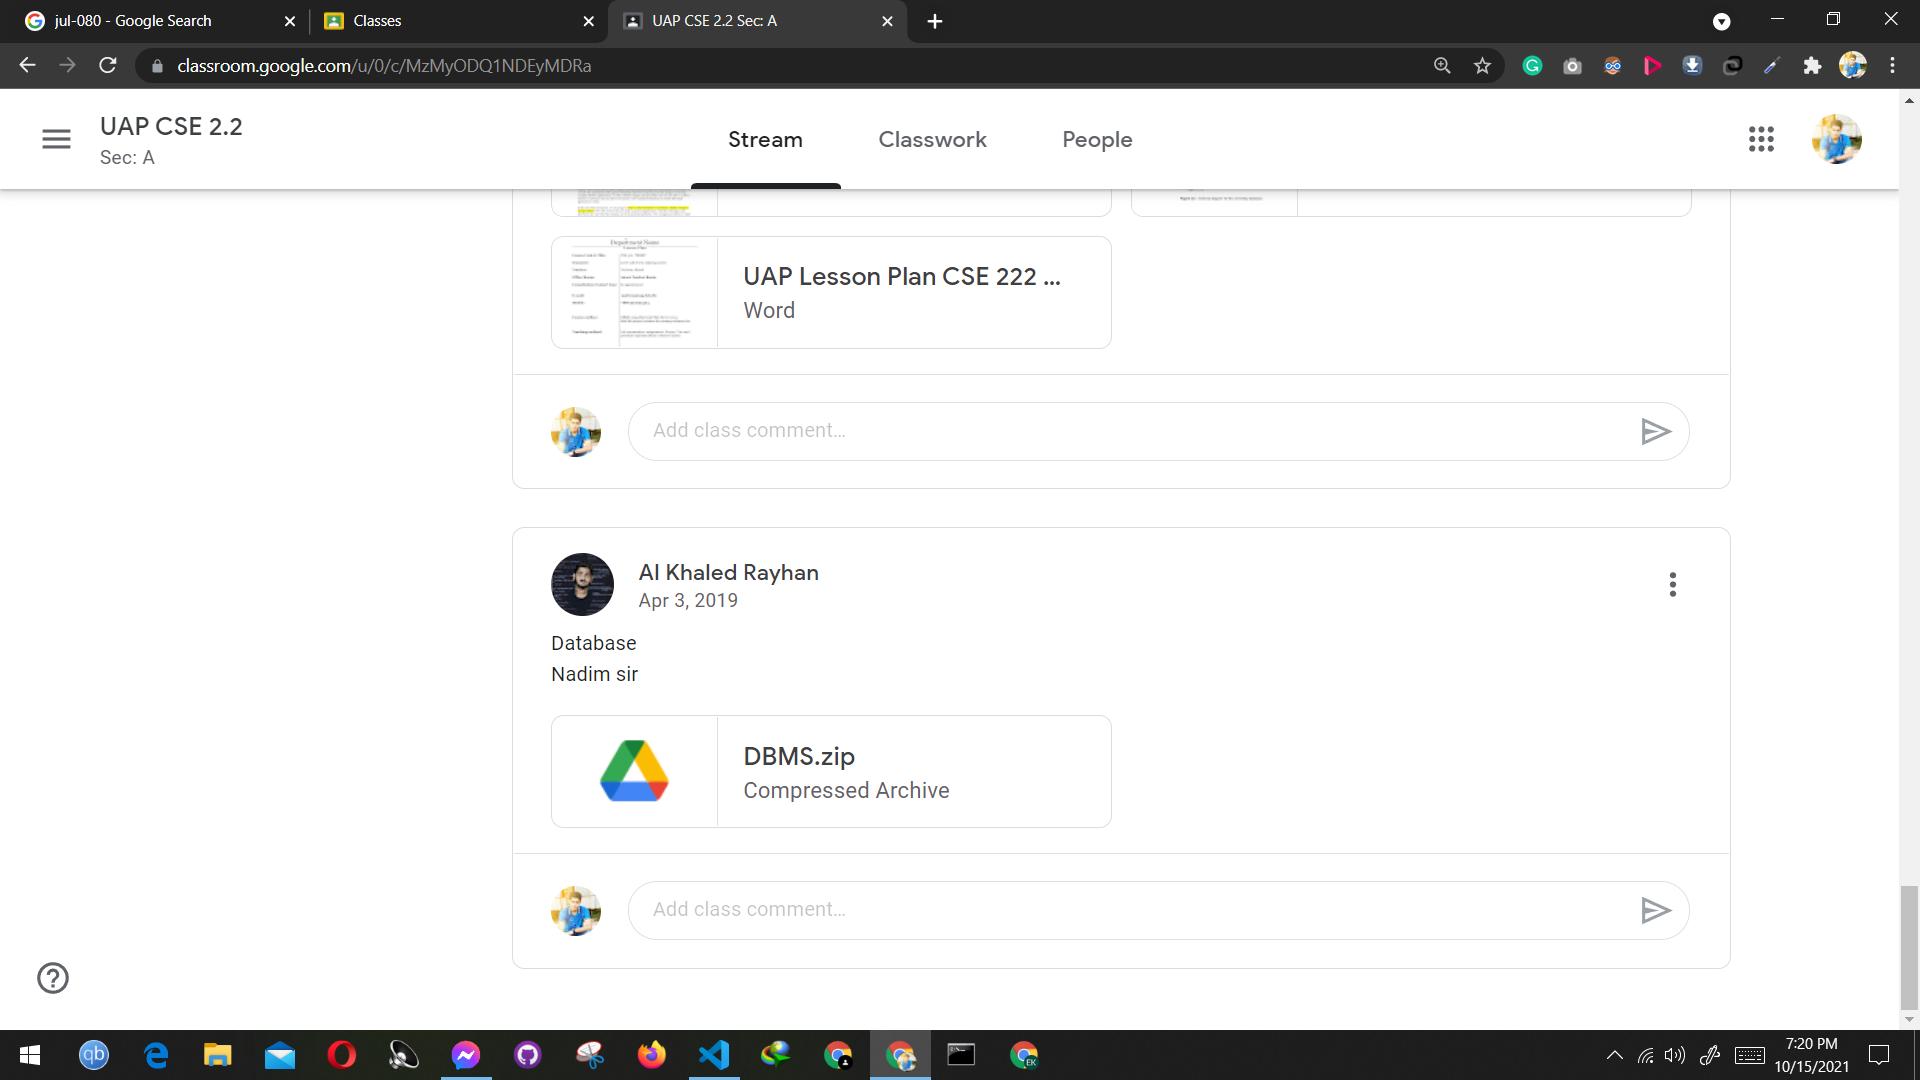 jul-080 - Google Search
Classes
UAP CSE 2.2 Sec: A
classroom.google.com/u/0/c/MzMyODQ1NDEyMDRa
UAP CSE 2.2
Sec: A
Stream
Classwork
People
Department Name
UAP Lesson Plan CSE 222 ...
Word
Add class comment...
Al Khaled Rayhan
Apr 3, 2019
Database
Nadim sir
DBMS.zip
Compressed Archive
Add class comment...
7:20 PM
10/15/2021